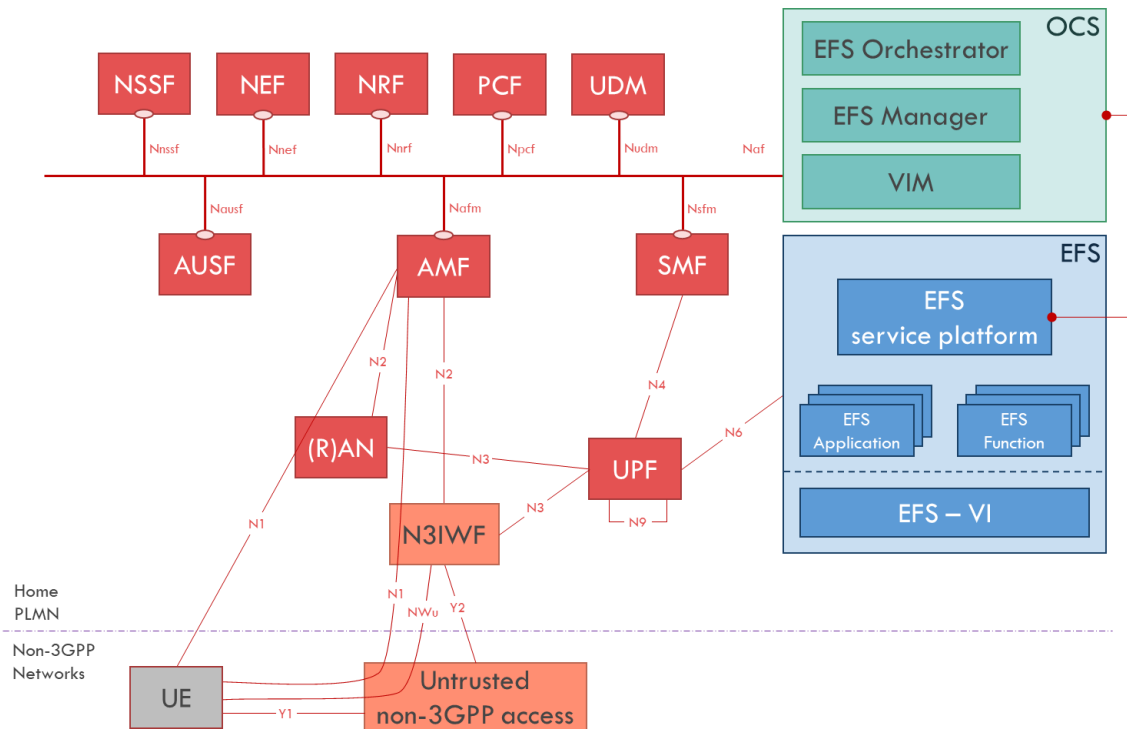 OCS
EFS Orchestrator
NSSF
NEF
NRF
PCF
UDM
EFS Manager
Nnssf
Nnef
Nnrf
Npcf
Nudm
Naf
VIM
Nausf
Nafm
Nsfm
AUSF
AMF
SMF
EFS
EFS
service platform
N2
N2
N4
EFS
Application
EFS
Function
(R)AN
N3
N6
UPF
N1
N3
N9
EFS – VI
N3IWF
Home
PLMN
N1
NWu
Y2
Non-3GPP
Networks
UE
Untrusted
non-3GPP access
Y1